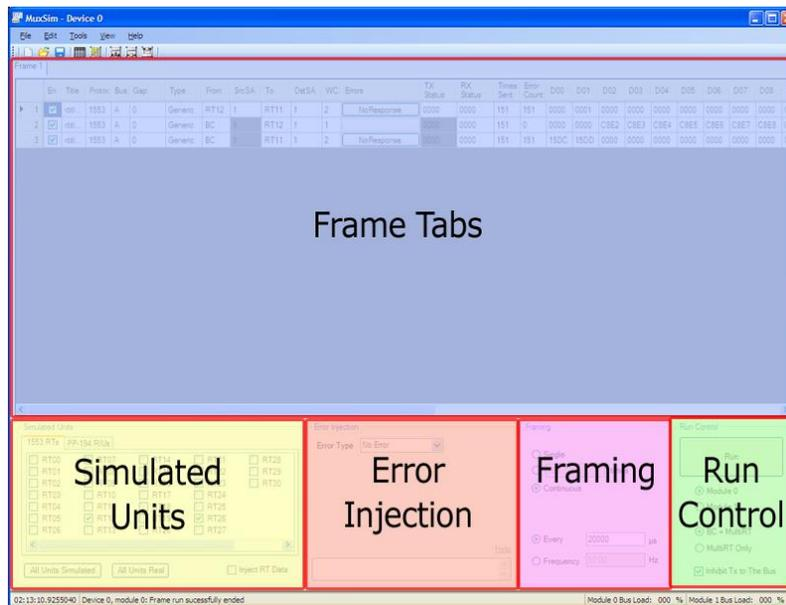 MuxSim - Device 0
File Edit Tools View Help
Frame 1
En Title Protoc Bus Gap Type From SrcSA To DstSA WC Errors TX Status RX Status Times Sent Error Count D00 D01 D02 D03 D04 D05 D06 D07 D08
1 1553 A 0 Generic RT12 1 RT11 1 2 No Response 0000 0000 151 151 0000 0001 0000 0000 0000 0000 0000 0000 0000
2 1553 A 0 Generic BC RT12 1 1 0000 151 0 0000 0000 C8E2 C8E3 C8E4 C8E5 C8E6 C8E7 C8E8
3 1553 A 0 Generic BC RT11 1 2 No Response 0000 151 151 15DC 15DD 0000 0000 0000 0000 0000 0000 0000
Frame Tabs
Simulated Units
1553 RTs PP-194 RIUs
RT00 RT07 RT14 RT28
RT01 RT29
RT02 RT30
RT03 RT10 RT17 RT24
RT04 RT25
RT05 RT26
RT06 RT27
Simulated
Units
All Units Simulated All Units Real Inject RT Data
Error Injection
Error Type No Error
Error
Injection
Framing
Single
Continuous
Framing
Every 20000 µs
Frequency 50.00 Hz
Run Control
Run
Module 0
Run
Control
BC + MultiRT
MultiRT Only
Inhibit Tx to The Bus
02:13:10.9255040 Device 0, module 0: Frame run sucessfully ended Module 0 Bus Load: 000 % Module 1 Bus Load: 000 %